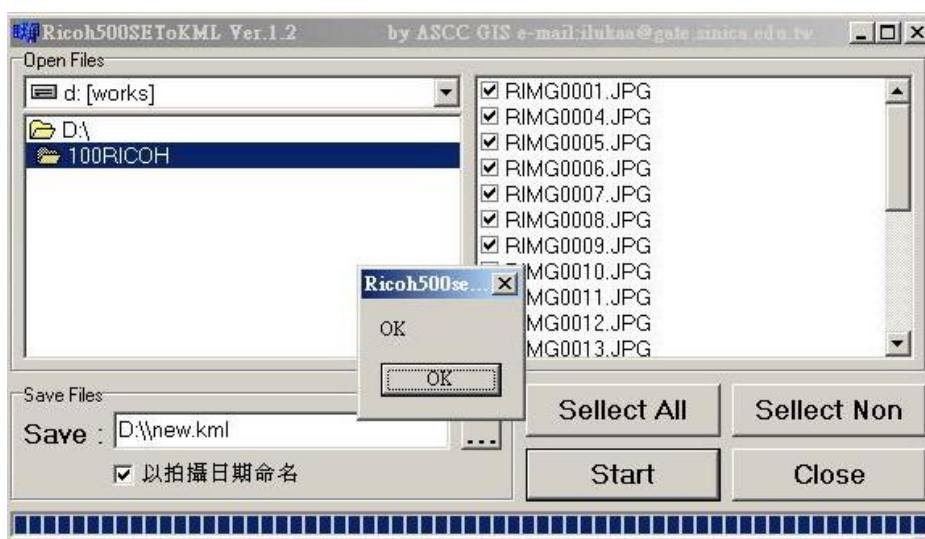 Ricoh500SEToKML Ver.1.2 by ASCC GIS e-mail:ilukaa@gate.sinica.edu.tw
Open Files
d: [works]
D:\
100RICOH
RIMG0001.JPG
RIMG0004.JPG
RIMG0005.JPG
RIMG0006.JPG
RIMG0007.JPG
RIMG0008.JPG
RIMG0009.JPG
IMG0010.JPG
MG0011.JPG
MG0012.JPG
MG0013.JPG
Ricoh500se...
OK
OK
Save Files
Save : D:\\new.kml
...
以拍攝日期命名
Sellect All
Sellect Non
Start
Close